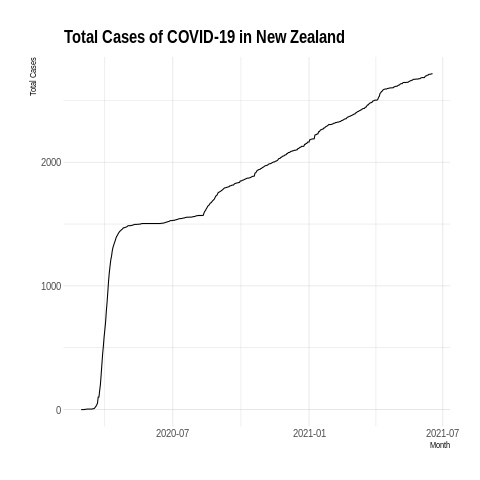 Total Cases of COVID-19 in New Zealand
Total Cases
2000
1000
0
2020-07 2021-01 2021-07
Month